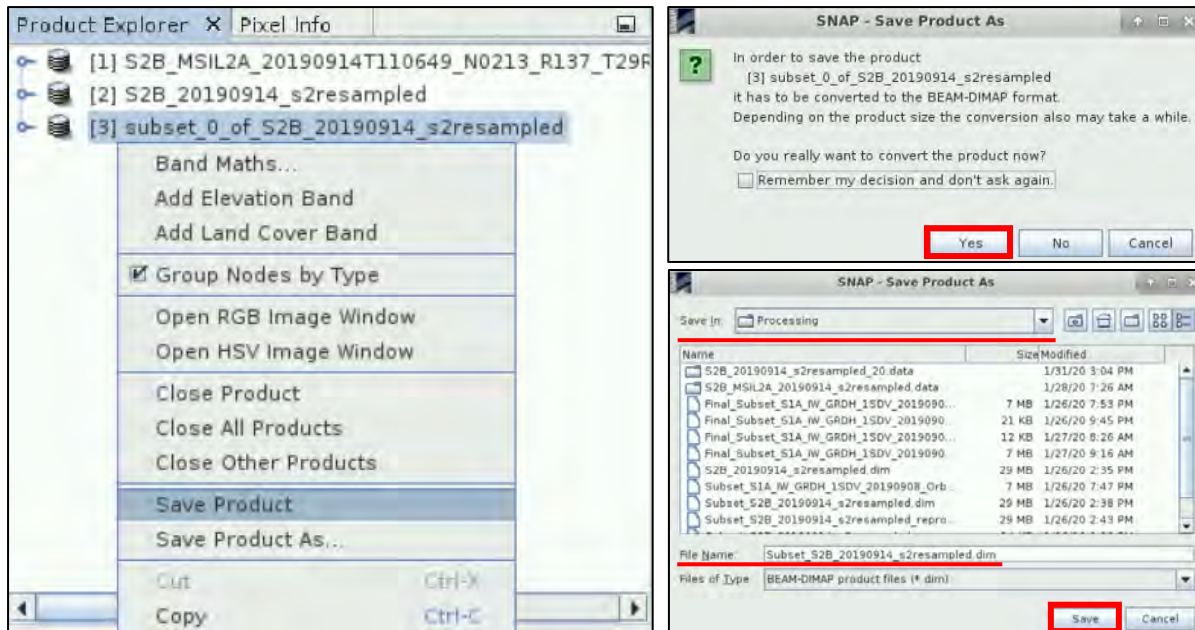 Product Explorer X Pixel Info
[1] S2B_MSIL2A_20190914T110649_N0213_R137_T29R
[2] S2B_20190914_s2resampled
[3] subset_0_of_S2B_20190914_s2resampled
Band Maths...
Add Elevation Band
Add Land Cover Band
Group Nodes by Type
Open RGB Image Window
Open HSV Image Window
Close Product
Close All Products
Close Other Products
Save Product
Save Product As...
Cut Ctrl-X
Copy Ctrl-C
SNAP - Save Product As
In order to save the product
[3] subset_0_of_S2B_20190914_s2resampled
it has to be converted to the BEAM-DIMAP format.
Depending on the product size the conversion also may take a while.
Do you really want to convert the product now?
Remember my decision and don't ask again.
Yes No Cancel
SNAP - Save Product As
Save In: Processing
Name Size Modified
S2B_20190914_s2resampled_20.data 1/31/20 3:04 PM
S2B_MSIL2A_20190914_s2resampled.data 1/28/20 7:26 AM
Final_Subset_S1A_IW_GRDH_1SDV_2019090... 7 MB 1/26/20 7:53 PM
Final_Subset_S1A_IW_GRDH_1SDV_2019090... 21 KB 1/26/20 9:45 PM
Final_Subset_S1A_IW_GRDH_1SDV_2019090... 12 KB 1/27/20 8:26 AM
Final_Subset_S1A_IW_GRDH_1SDV_2019090... 7 MB 1/27/20 9:16 AM
S2B_20190914_s2resampled.dim 29 MB 1/26/20 2:35 PM
Subset_S1A_IW_GRDH_1SDV_20190908_Orb... 7 MB 1/26/20 7:47 PM
Subset_S2B_20190914_s2resampled.dim 29 MB 1/26/20 2:38 PM
Subset_S2B_20190914_s2resampled_repro... 29 MB 1/26/20 2:43 PM
File Name: Subset_S2B_20190914_s2resampled.dim
Files of Type: BEAM-DIMAP product files (*.dim)
Save Cancel